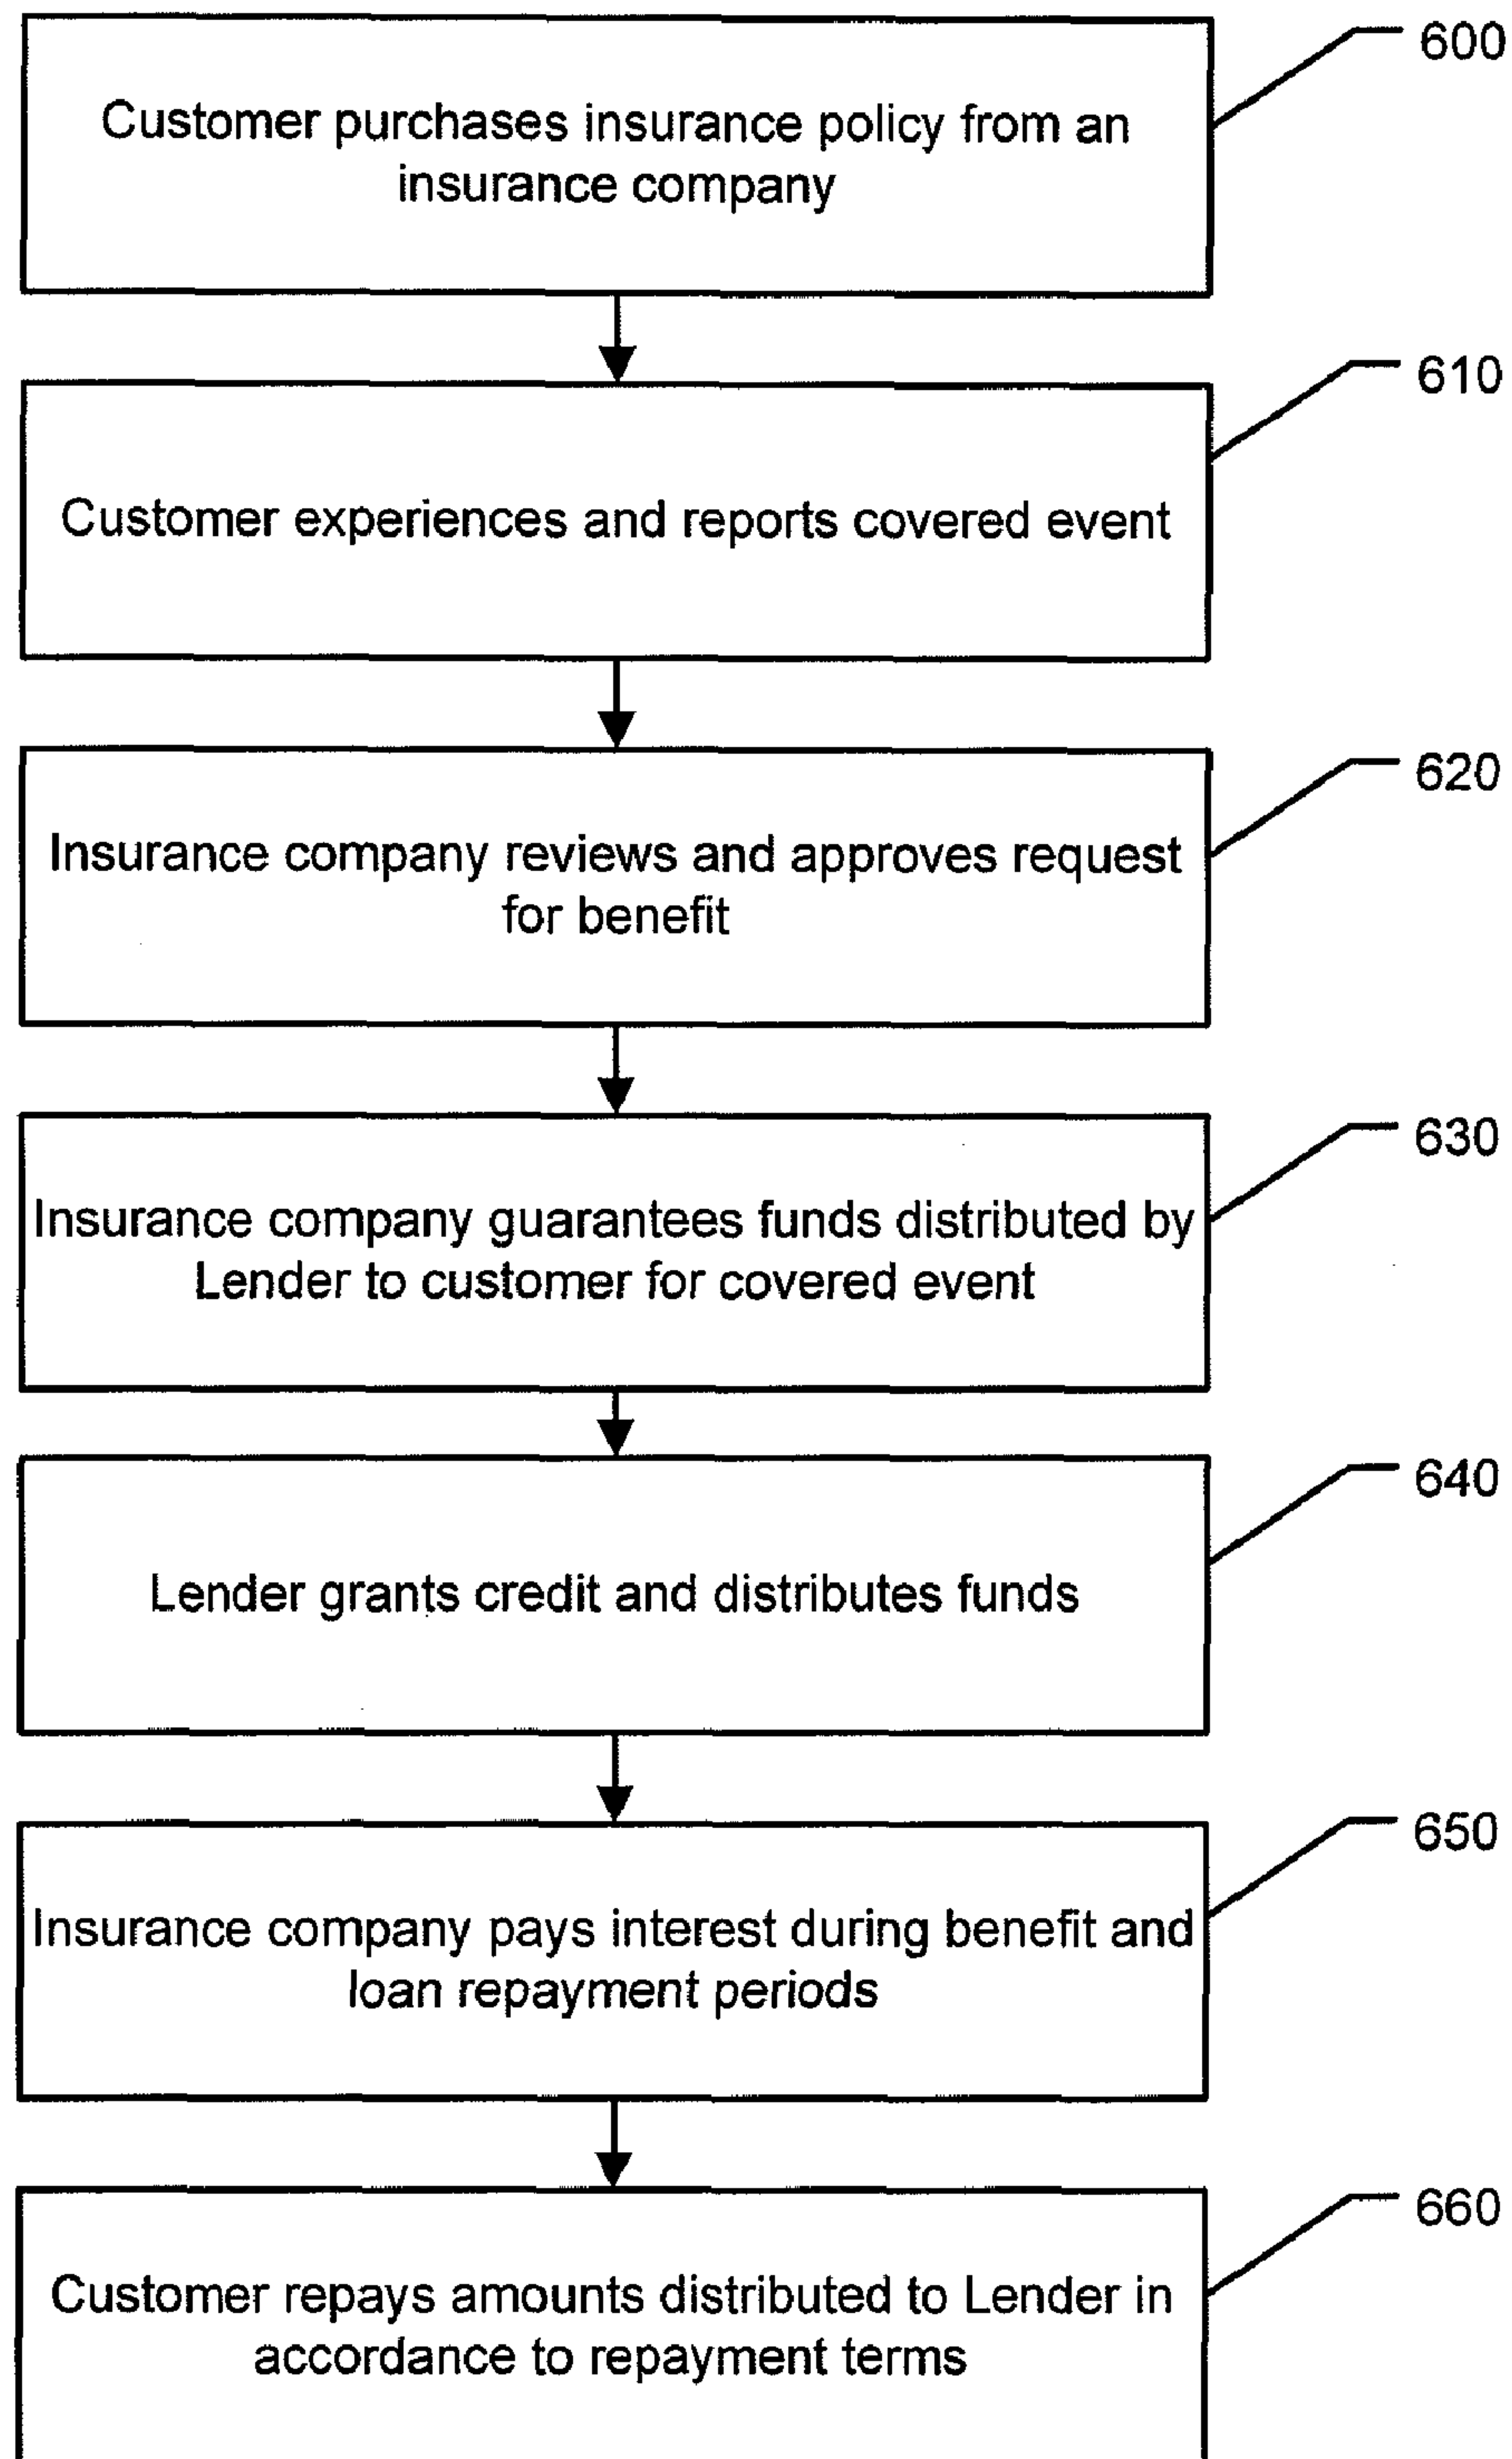 600
Customer purchases insurance policy from an
insurance company
610
Customer experiences and reports covered event
620
Insurance company reviews and approves request
for benefit
630
Insurance company guarantees funds distributed by
Lender to customer for covered event
640
Lender grants credit and distributes funds
650
Insurance company pays interest during benefit and
loan repayment periods
660
Customer repays amounts distributed to Lender in
accordance to repayment terms